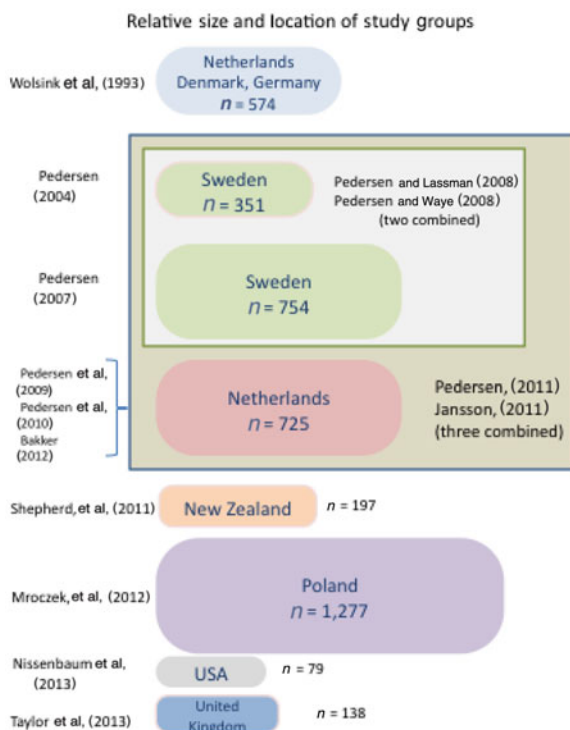 Relative size and location of study groups
Wolsink et al, (1993)
Netherlands
Denmark, Germany
n = 574
Pedersen
(2004)
Sweden
n = 351
Pedersen and Lassman (2008)
Pedersen and Waye (2008)
(two combined)
Pedersen
(2007)
Sweden
n = 754
Pedersen et al,
(2009)
Pedersen et al,
(2010)
Bakker
(2012)
Netherlands
n = 725
Pedersen, (2011)
Jansson, (2011)
(three combined)
Shepherd, et al, (2011)
New Zealand
n = 197
Mroczek, et al, (2012)
Poland
n = 1,277
Nissenbaum et al,
(2013)
USA
n = 79
Taylor et al, (2013)
United
Kingdom
n = 138